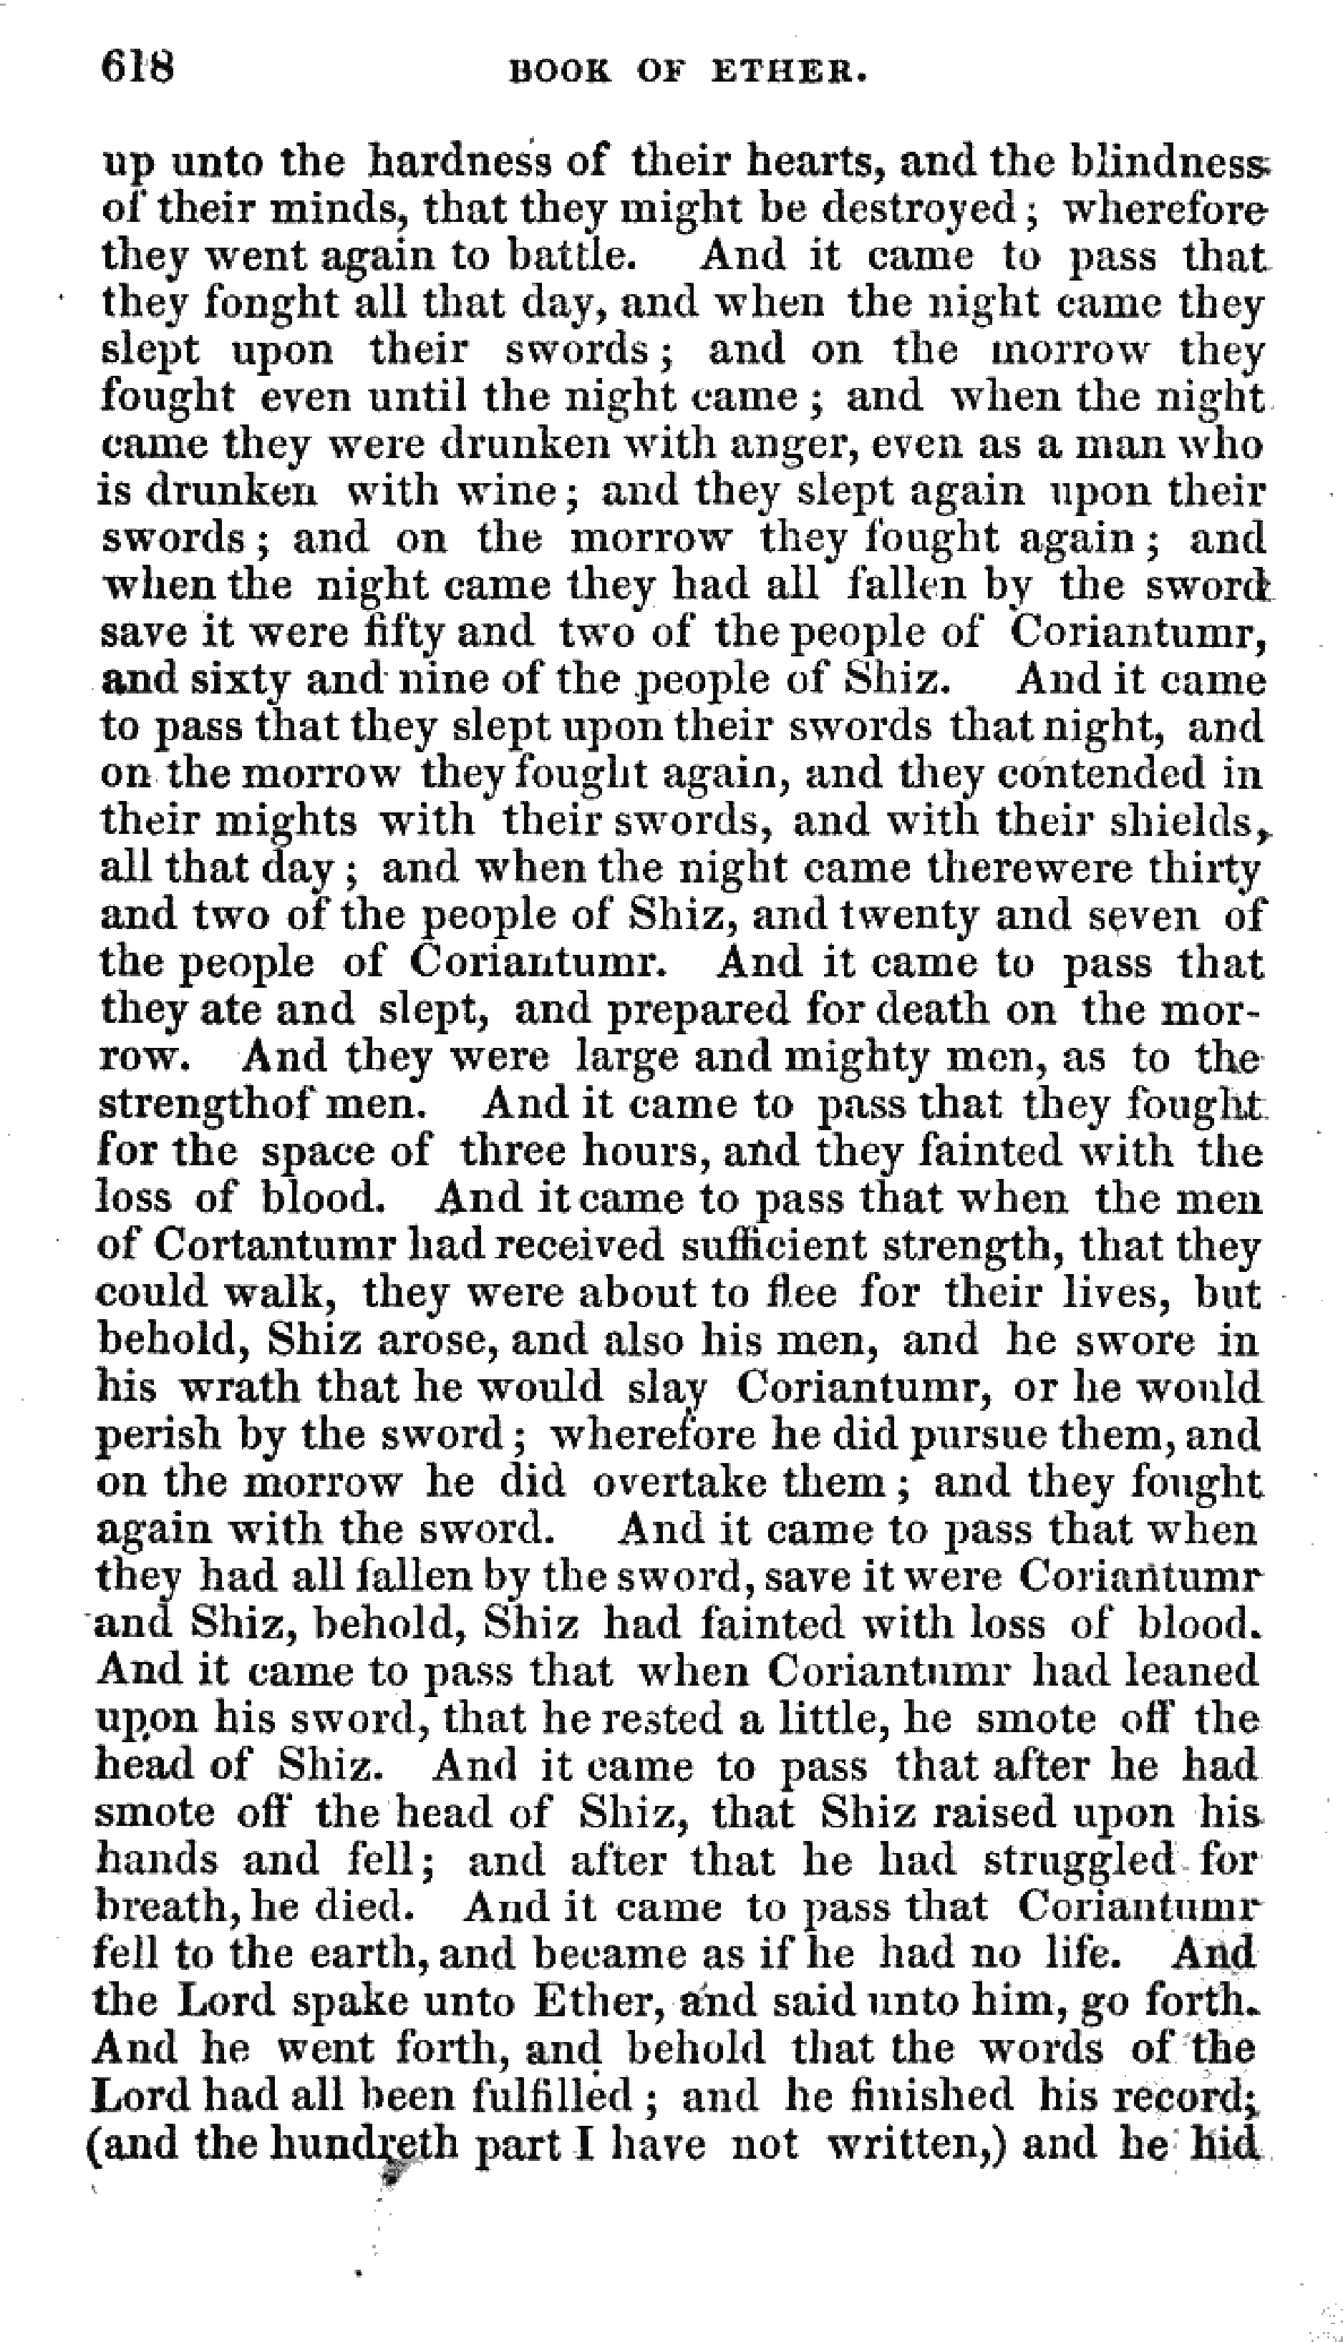 618 BOOK OF ETHER.
up unto the hardness of their hearts, and the blindness
of their minds, that they might be destroyed; wherefore
they went again to battle. And it came to pass that
they fonght all that day, and when the night came they
slept upon their swords; and on the morrow they
fought even until the night came; and when the night
came they were drunken with anger, even as a man who
is drunken with wine; and they slept again upon their
swords; and on the morrow they fought again; and
when the night came they had all fallen by the sword
save it were fifty and two of the people of Coriantumr,
and sixty and nine of the people of Shiz. And it came
to pass that they slept upon their swords that night, and
on the morrow they fought again, and they contended in
their mights with their swords, and with their shields,
all that day; and when the night came therewere thirty
and two of the people of Shiz, and twenty and seven of
the people of Coriantumr. And it came to pass that
they ate and slept, and prepared for death on the mor-
row. And they were large and mighty men, as to the
strengthof men. And it came to pass that they fought
for the space of three hours, and they fainted with the
loss of blood. And it came to pass that when the men
of Cortantumr had received sufficient strength, that they
could walk, they were about to flee for their lives, but
behold, Shiz arose, and also his men, and he swore in
his wrath that he would slay Coriantumr, or he would
perish by the sword; wherefore he did pursue them, and
on the morrow he did overtake them; and they fought
again with the sword. And it came to pass that when
they had all fallen by the sword, save it were Coriantumr
and Shiz, behold, Shiz had fainted with loss of blood.
And it came to pass that when Coriantumr had leaned
upon his sword, that he rested a little, he smote off the
head of Shiz. And it came to pass that after he had
smote off the head of Shiz, that Shiz raised upon his
hands and fell; and after that he had struggled for
breath, he died. And it came to pass that Coriantumr
fell to the earth, and became as if he had no life. And
the Lord spake unto Ether, and said unto him, go forth.
And he went forth, and behold that the words of the
Lord had all been fulfilled; and he finished his record;
(and the hundreth part I have not written,) and he hid